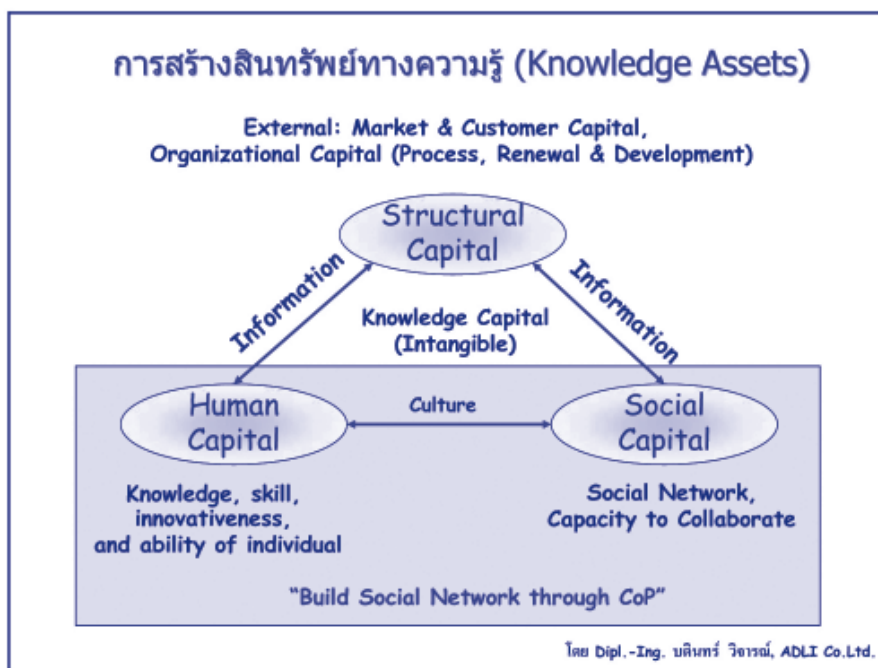 การสร้างสินทรัพย์ทางความรู้ (Knowledge Assets)
External: Market & Customer Capital,
Organizational Capital (Process, Renewal & Development)
Structural
Capital
Information
Information
Knowledge Capital
(Intangible)
Human
Capital
Culture
Social
Capital
Knowledge, skill,
innovativeness,
and ability of individual
Social Network,
Capacity to Collaborate
“Build Social Network through CoP”
โดย Dipl.-Ing. บดินทร์ วิจารณ์, ADLI Co.Ltd.